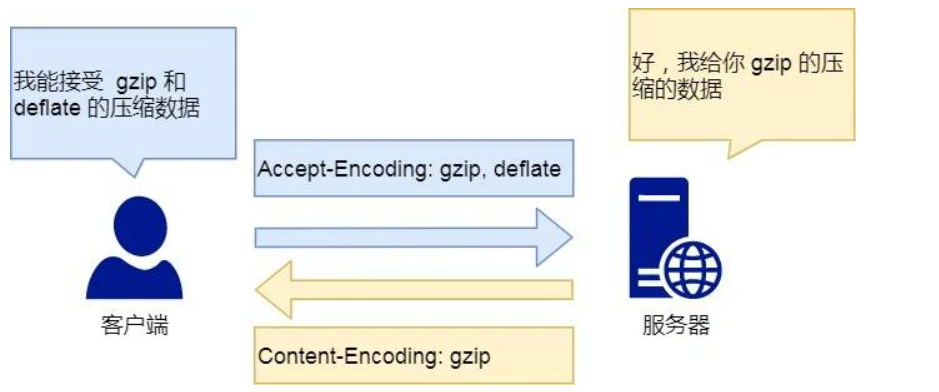 我能接受 gzip 和
deflate 的压缩数据
好，我给你 gzip 的压
缩的数据
Accept-Encoding: gzip, deflate
客户端
服务器
Content-Encoding: gzip